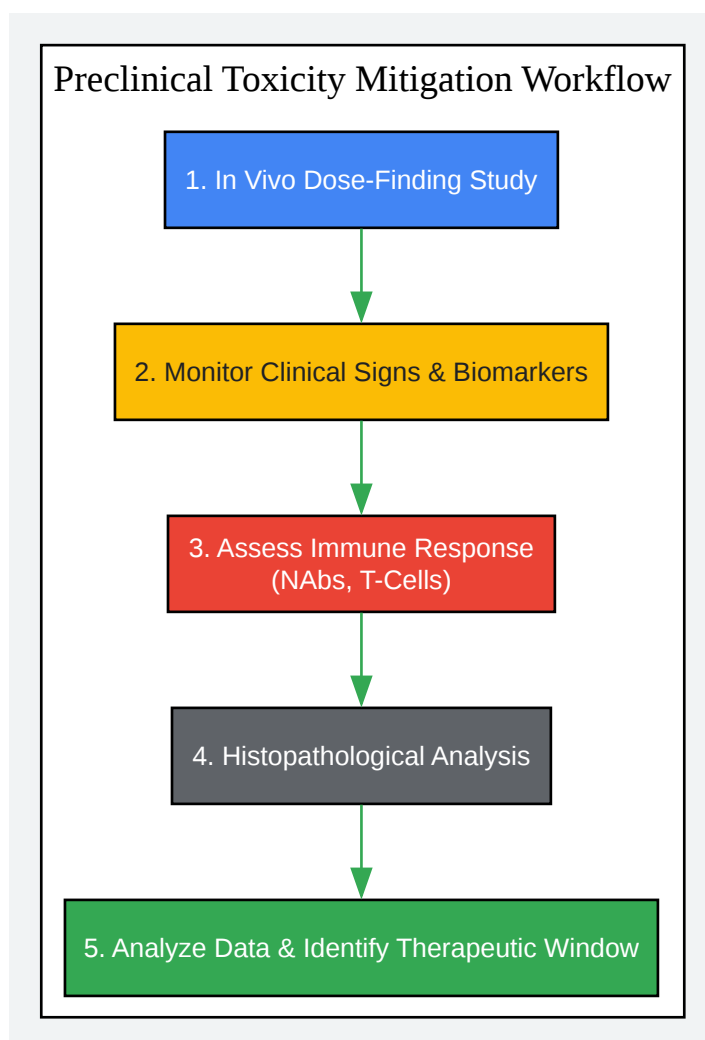 Preclinical Toxicity Mitigation Workflow
1. In Vivo Dose-Finding Study
2. Monitor Clinical Signs & Biomarkers
3. Assess Immune Response
(NAbs, T-Cells)
4. Histopathological Analysis
5. Analyze Data & Identify Therapeutic Window